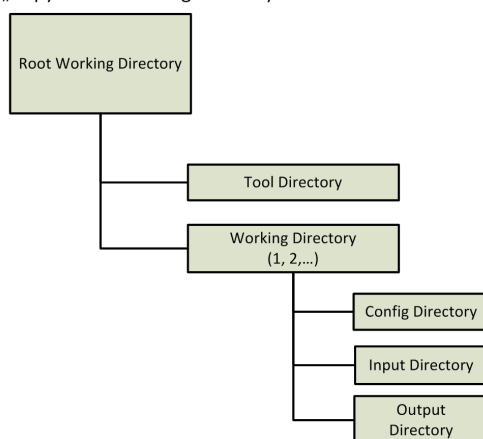 Root Working Directory
Tool Directory
Working Directory
(1, 2,...)
Config Directory
Input Directory
Output
Directory